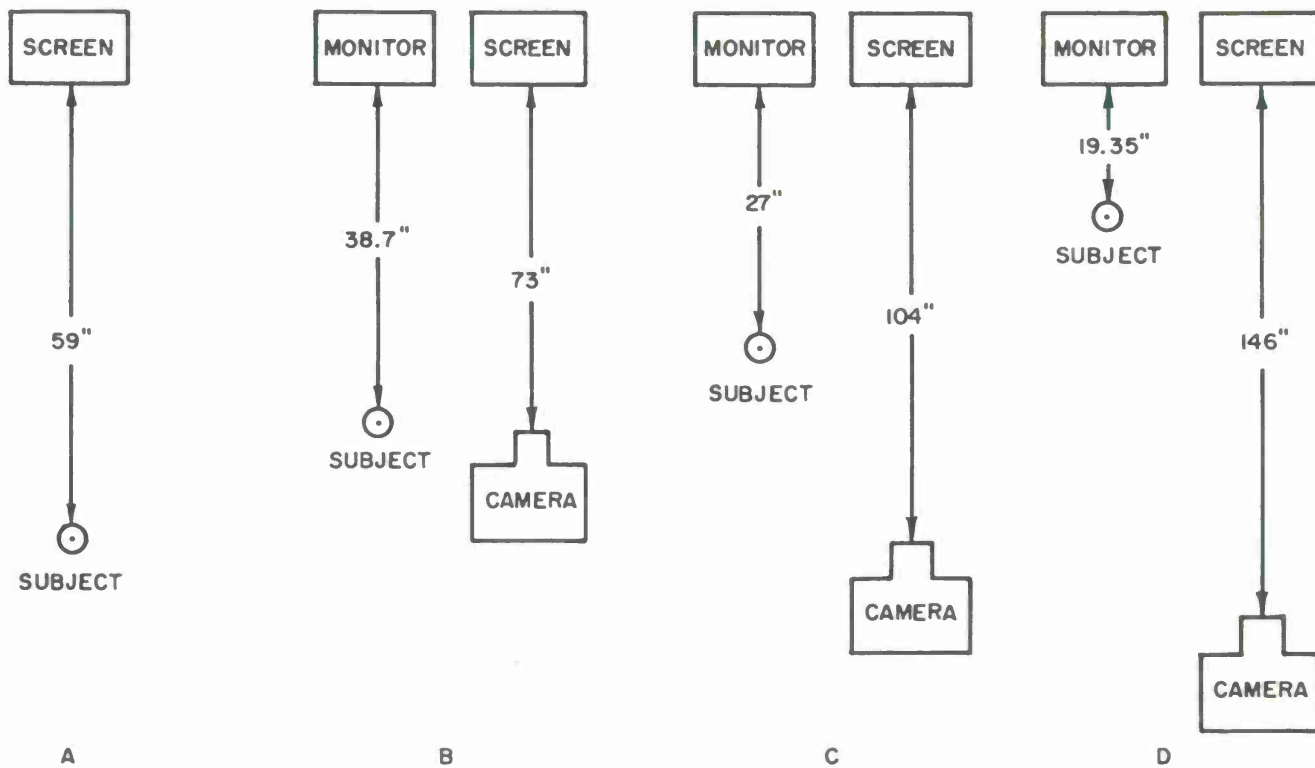 SCREEN
59"
SUBJECT
A
MONITOR
SCREEN
38.7"
73"
SUBJECT
CAMERA
B
MONITOR
SCREEN
27"
104"
SUBJECT
CAMERA
C
MONITOR
SCREEN
19.35"
SUBJECT
146"
CAMERA
D